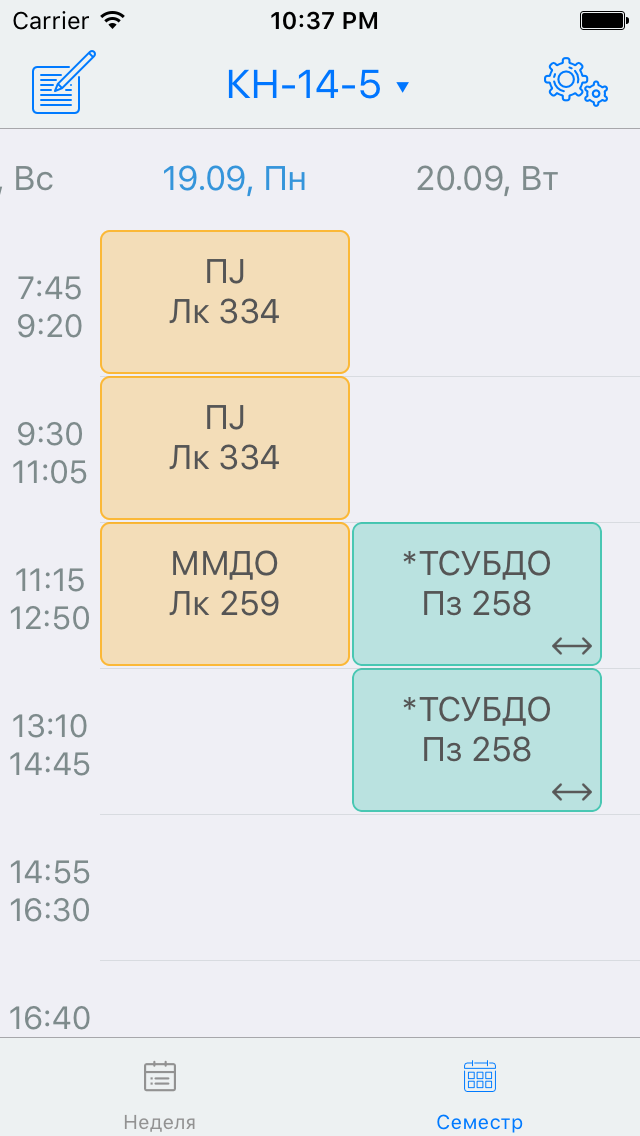 Carrier 10:37 PM
КН-14-5 ▼
, Вс 19.09, Пн 20.09, Вт
7:45
9:20
ПJ
Лк 334
9:30
11:05
ПJ
Лк 334
11:15
12:50
ММДО
Лк 259
*ТСУБДО
Пз 258
13:10
14:45
*ТСУБДО
Пз 258
14:55
16:30
16:40
Неделя Семестр